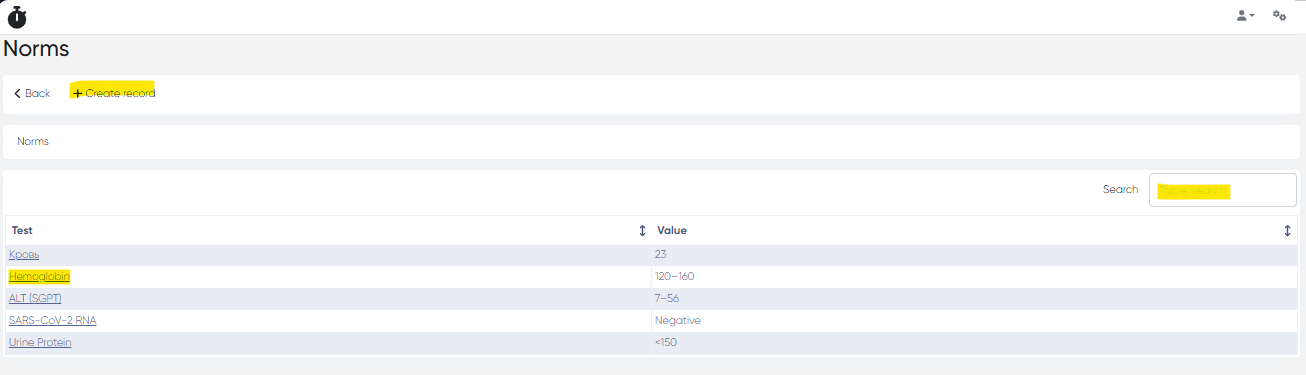 Norms
Back + Create record
Norms
Search
Test Value
Кровь 23
Hemoglobin 120–160
ALT (SGPT) 7–56
SARS-CoV-2 RNA Negative
Urine Protein <150